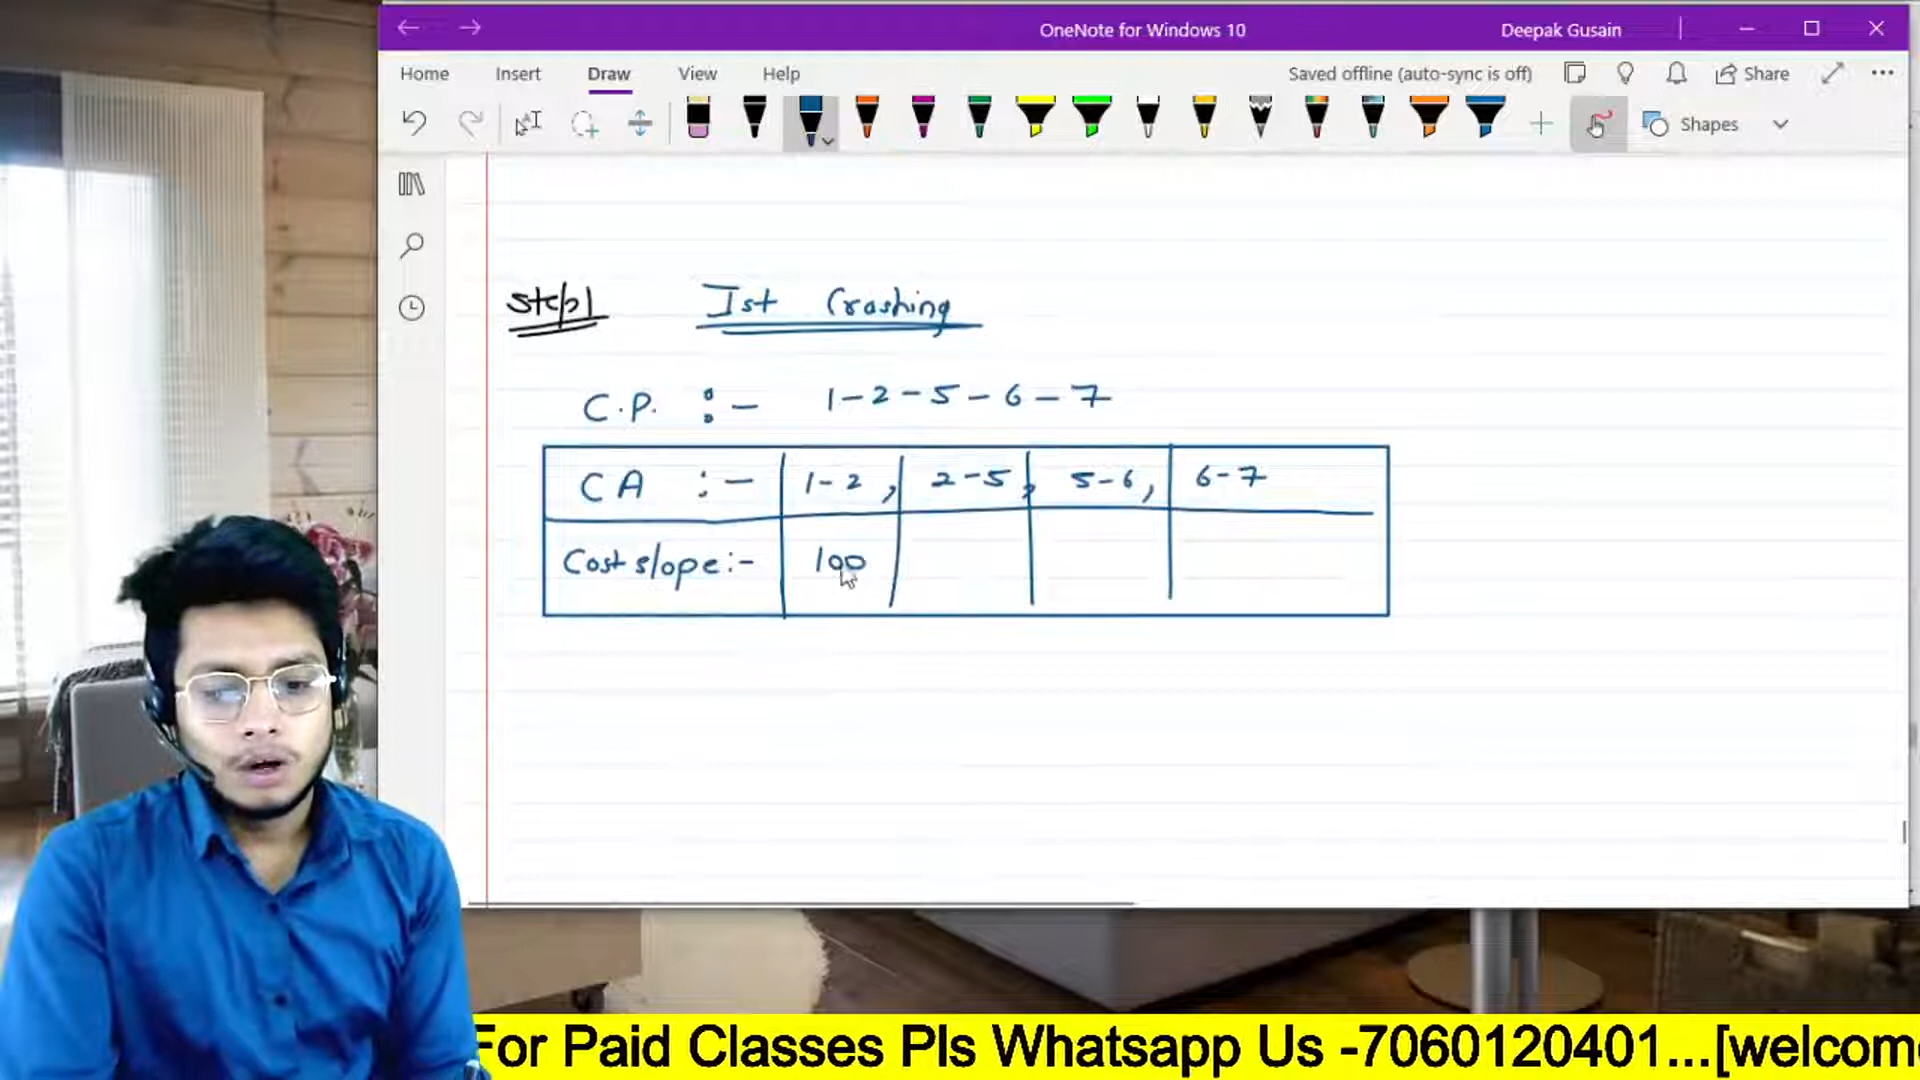 OneNote for Windows 10
Deepak Gusain
Home Insert Draw View Help
Saved offline (auto-sync is off)
Share
Shapes
Step1 Ist Crashing
C.P. :- 1-2-5-6-7
CA :- 1-2, 2-5, 5-6, 6-7
Cost slope:- 100
For Paid Classes Pls Whatsapp Us -7060120401...[welcom